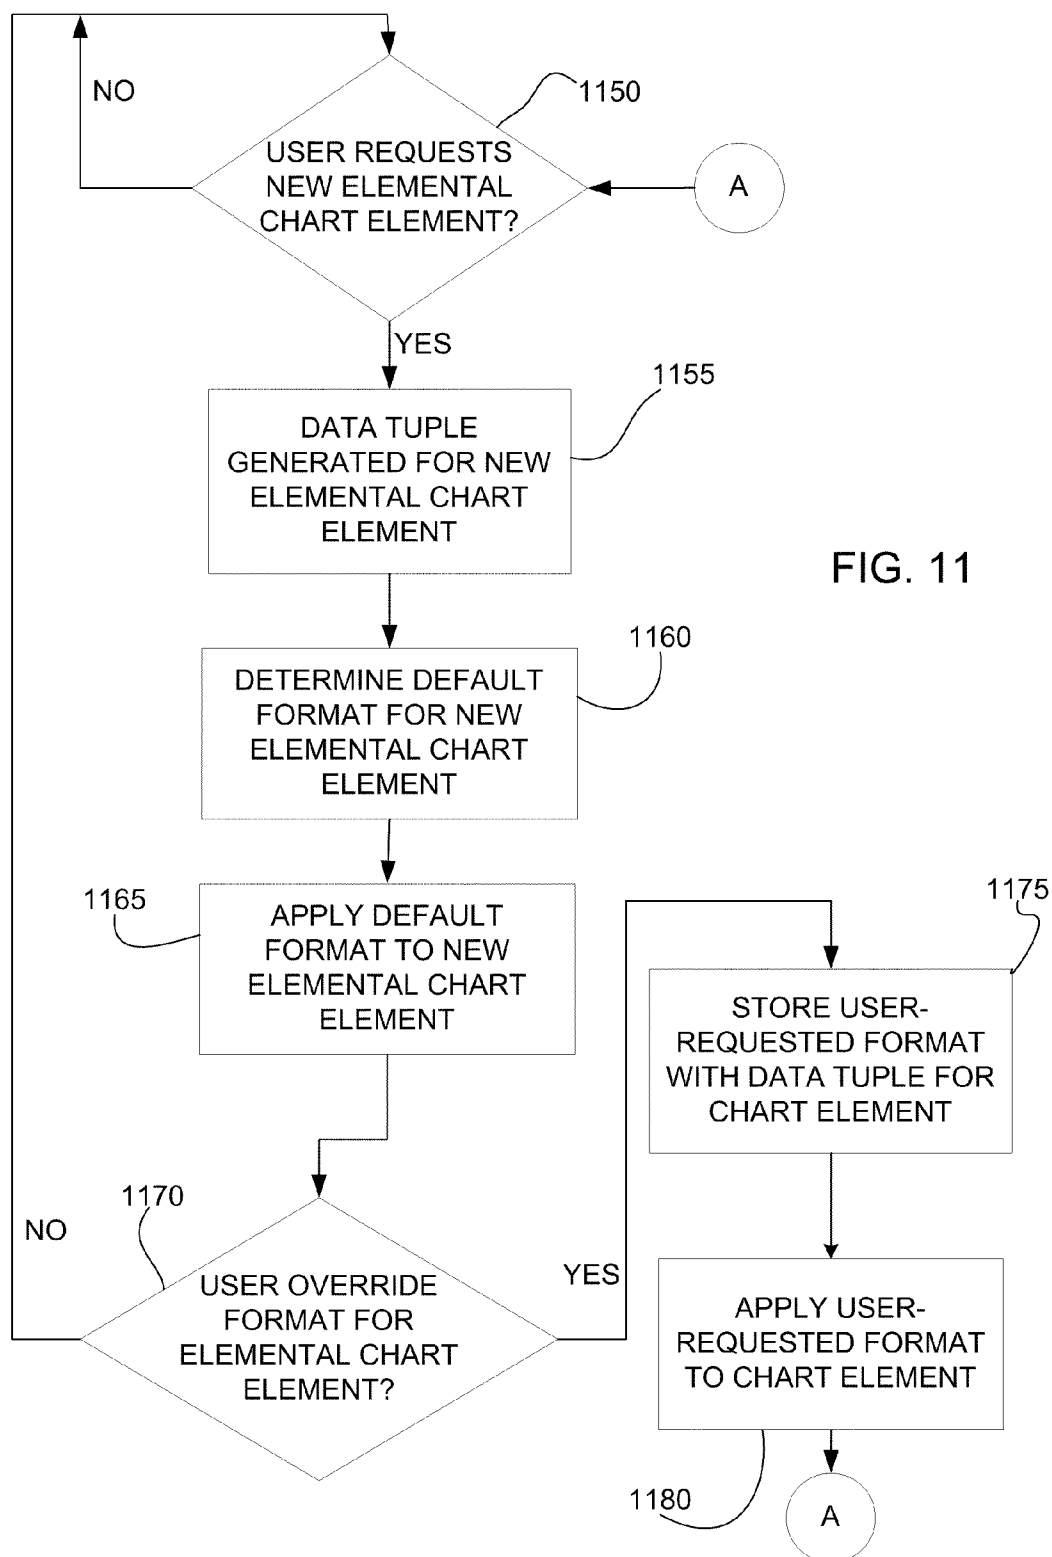 NO
1150
USER REQUESTS
NEW ELEMENTAL
CHART ELEMENT?
A
YES
1155
DATA TUPLE
GENERATED FOR NEW
ELEMENTAL CHART
ELEMENT
FIG. 11
1160
DETERMINE DEFAULT
FORMAT FOR NEW
ELEMENTAL CHART
ELEMENT
1165
APPLY DEFAULT
FORMAT TO NEW
ELEMENTAL CHART
ELEMENT
1175
STORE USER-
REQUESTED FORMAT
WITH DATA TUPLE FOR
CHART ELEMENT
1170
NO
USER OVERRIDE
FORMAT FOR
ELEMENTAL CHART
ELEMENT?
YES
APPLY USER-
REQUESTED FORMAT
TO CHART ELEMENT
1180
A